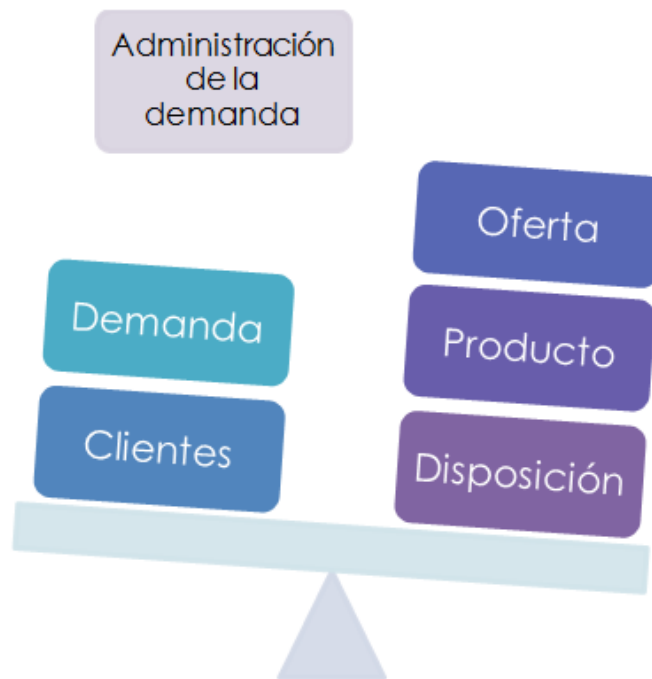 Administración
de la
demanda
Oferta
Demanda
Producto
Clientes
Disposición